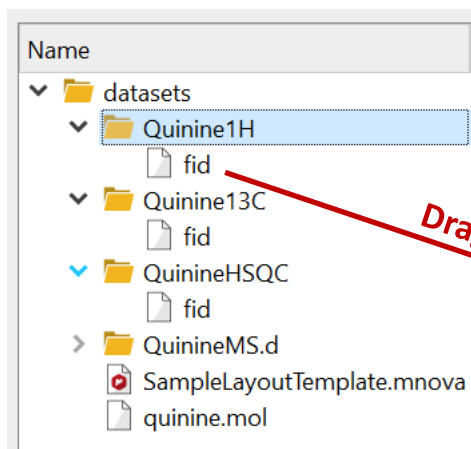 Name
datasets
Quinine1H
fid
Quinine13C
fid
QuinineHSQC
fid
QuinineMS.d
SampleLayoutTemplate.mnova
quinine.mol